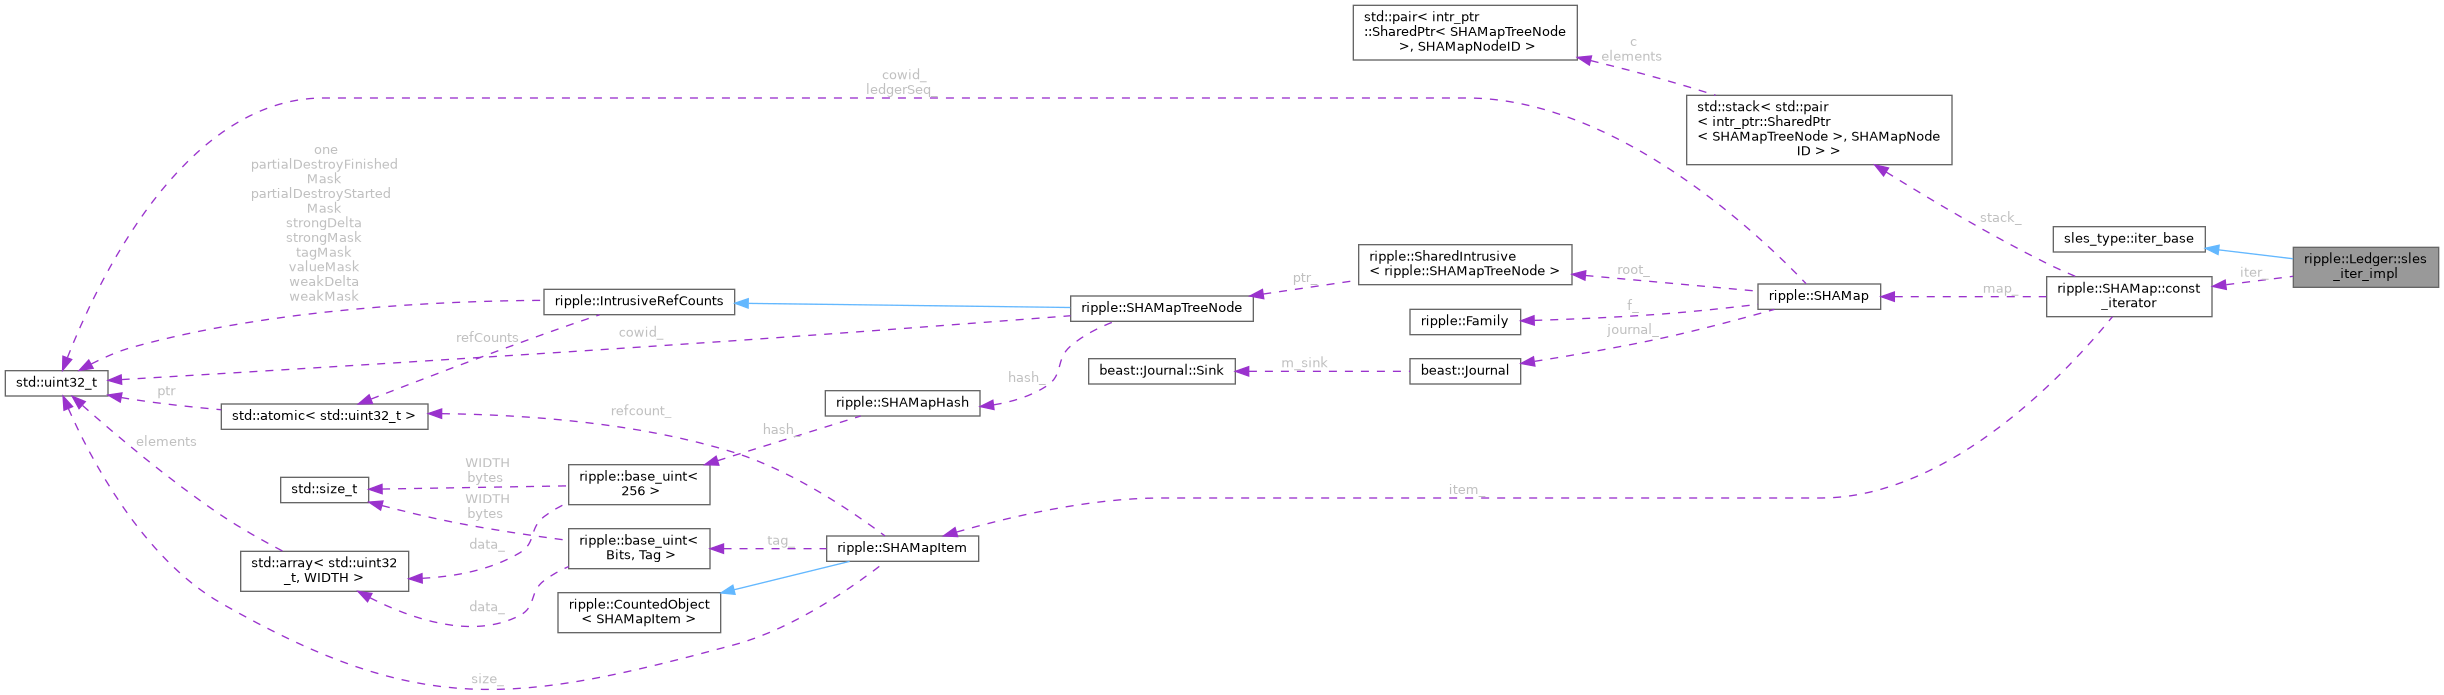 std::pair< intr_ptr
::SharedPtr< SHAMapTreeNode
>, SHAMapNodeID >
c
elements
cowid_
ledgerSeq_
std::stack< std::pair
< intr_ptr::SharedPtr
< SHAMapTreeNode >, SHAMapNode
ID > >
one
partialDestroyFinished
Mask
partialDestroyStarted
Mask
strongDelta
strongMask
tagMask
valueMask
weakDelta
weakMask
stack_
sles_type::iter_base
ripple::Ledger::sles
_iter_impl
iter_
ripple::SHAMap::const
_iterator
map_
ripple::SHAMap
root_
ripple::SharedIntrusive
< ripple::SHAMapTreeNode >
ptr_
ripple::SHAMapTreeNode
ripple::IntrusiveRefCounts
f_
ripple::Family
journal_
beast::Journal
m_sink
beast::Journal::Sink
cowid_
refCounts
hash_
std::uint32_t
ptr
std::atomic< std::uint32_t >
refcount_
ripple::SHAMapHash
hash_
elements
WIDTH
bytes
std::size_t
ripple::base_uint<
256 >
WIDTH
bytes
item_
data_
ripple::base_uint<
Bits, Tag >
tag_
ripple::SHAMapItem
std::array< std::uint32
_t, WIDTH >
data_
ripple::CountedObject
< SHAMapItem >
size_